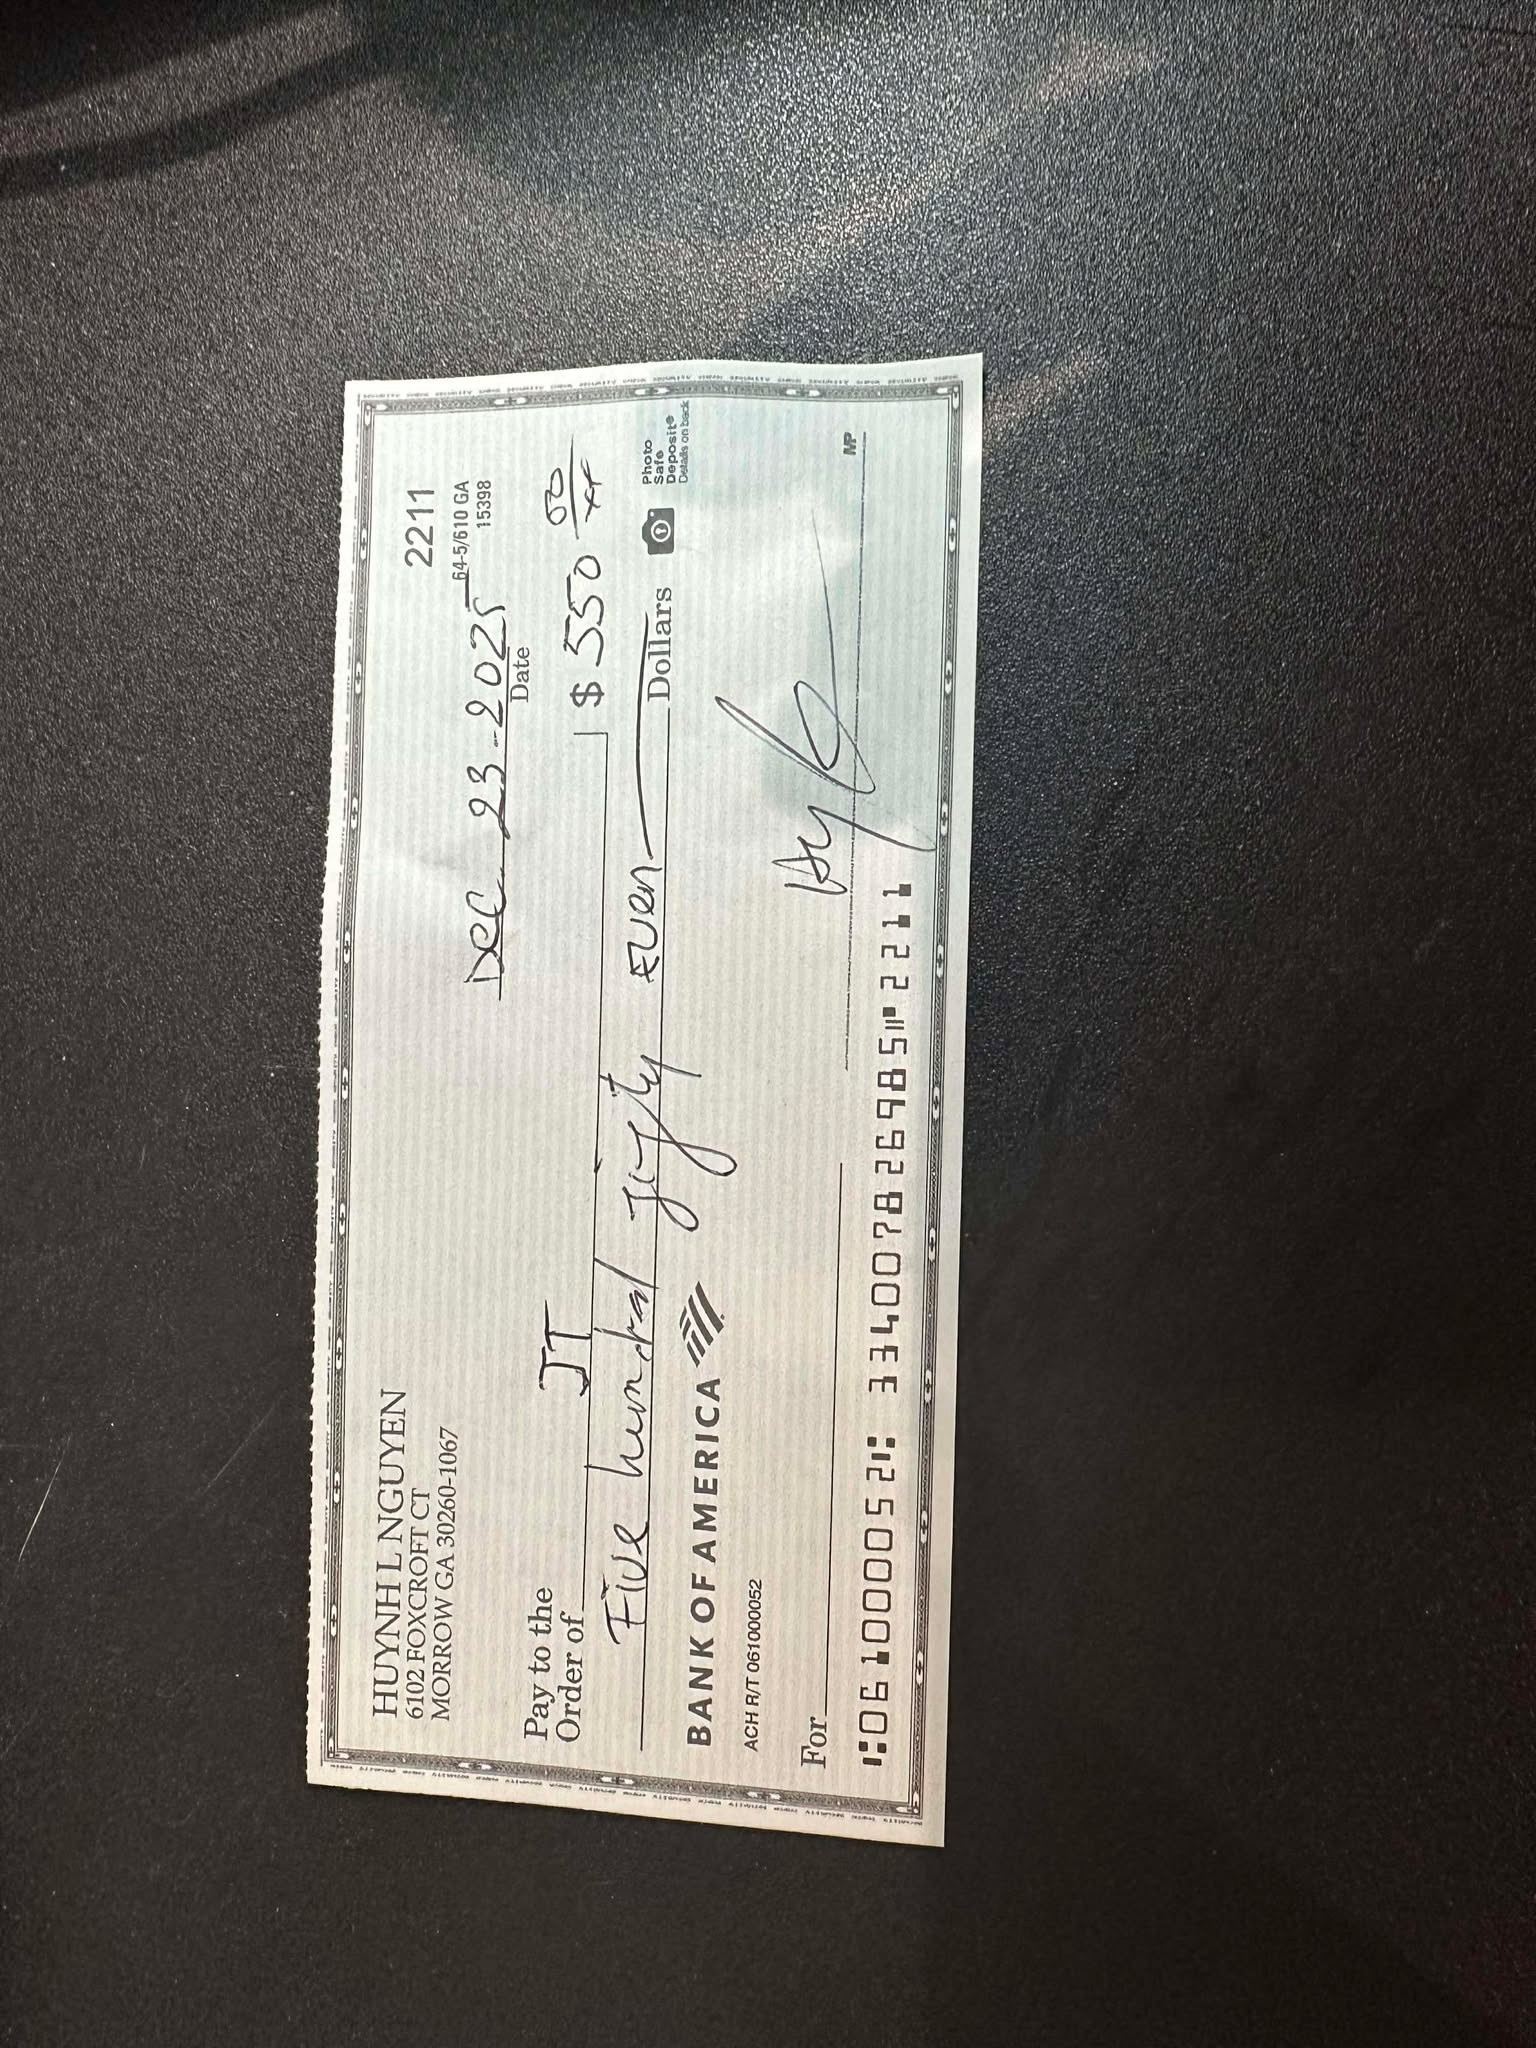 HUYNH L NGUYEN
6102 FOXCROFT CT
MORROW GA 30260-1067
2211
64-5/610 GA
15398
DEC 23-2025
Date
Pay to the
Order of JT
$ 550 00/xx
Five hundred fifty Even Dollars
Photo
Safe
Deposit®
Details on back
BANK OF AMERICA
ACH R/T 061000052
For
MP
⑆061000052⑆ 334007826985⑈2211